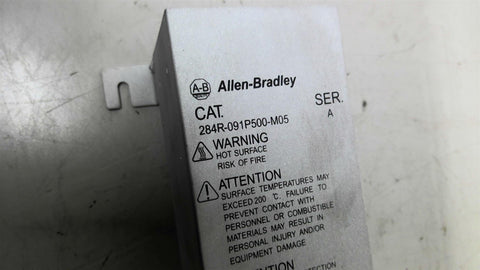 A-B Allen-Bradley
CAT. SER.
284R-091P500-M05 A
WARNING
HOT SURFACE
RISK OF FIRE
ATTENTION
SURFACE TEMPERATURES MAY
EXCEED 200 ℃. FAILURE TO
PREVENT CONTACT WITH
PERSONNEL OR COMBUSTIBLE
MATERIALS MAY RESULT IN
PERSONAL INJURY AND/OR
EQUIPMENT DAMAGE